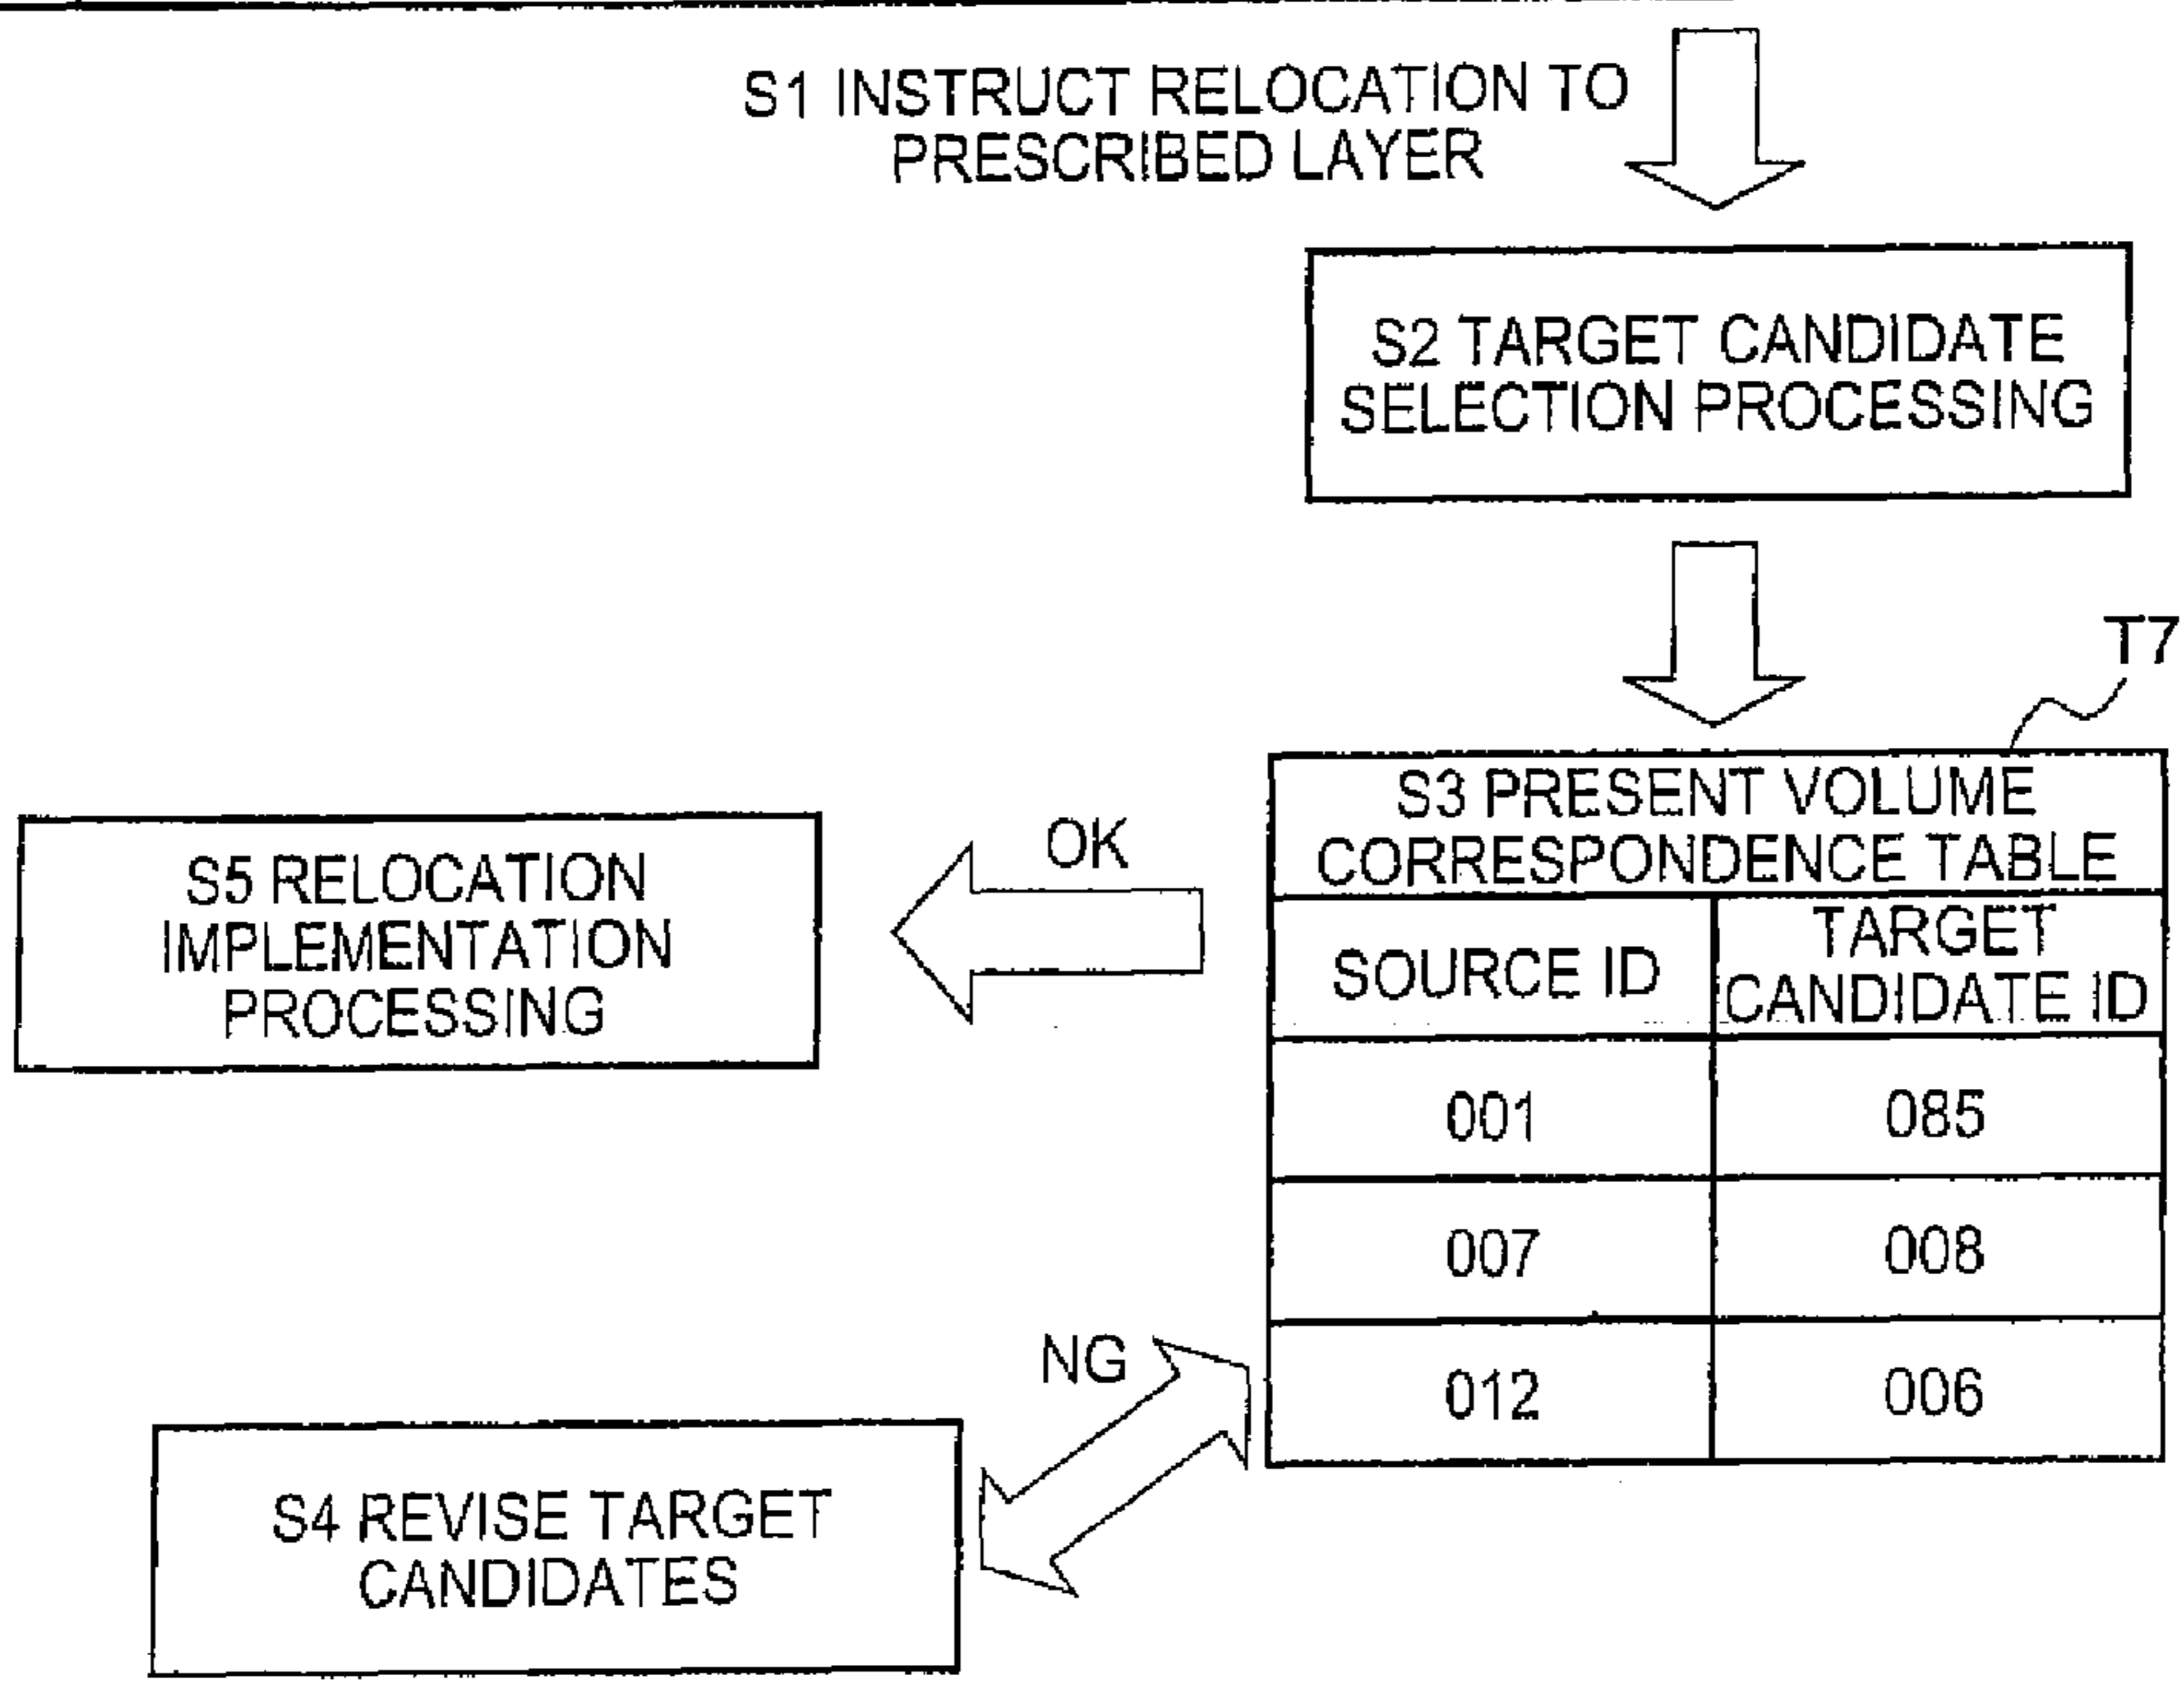 S1 INSTRUCT RELOCATION TO
PRESCRIBED LAYER
S2 TARGET CANDIDATE
SELECTION PROCESSING
T7
S3 PRESENT VOLUME
CORRESPONDENCE TABLE
SOURCE ID
TARGET
CANDIDATE ID
001
085
007
008
012
006
OK
S5 RELOCATION
IMPLEMENTATION
PROCESSING
NG
S4 REVISE TARGET
CANDIDATES